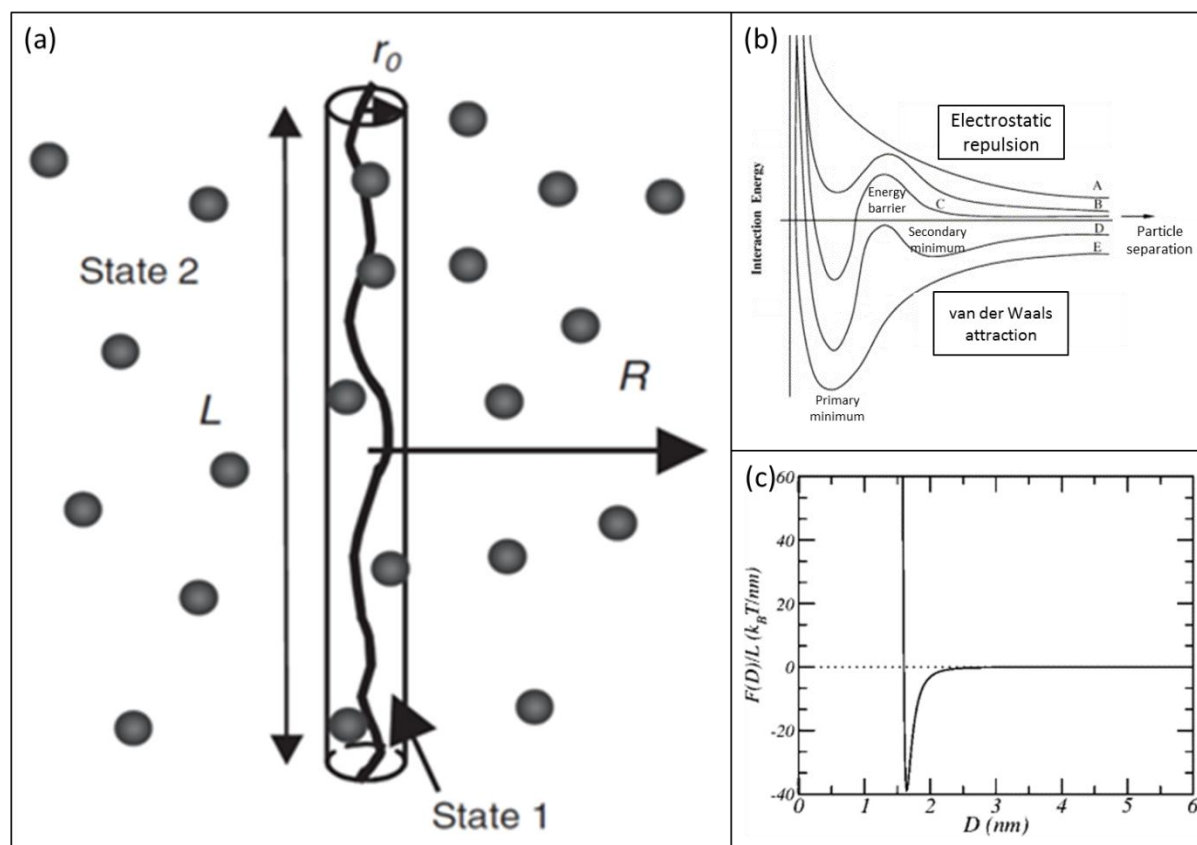 (a)
r0
State 2
L
R
State 1
(b)
Interaction Energy
Electrostatic
repulsion
A
B
C
D
E
Energy
barrier
Secondary
minimum
Particle
separation
van der Waals
attraction
Primary
minimum
(c)
F(D)/L (kBT/nm)
60
40
20
0
-20
-40
0 1 2 3 4 5 6
D (nm)